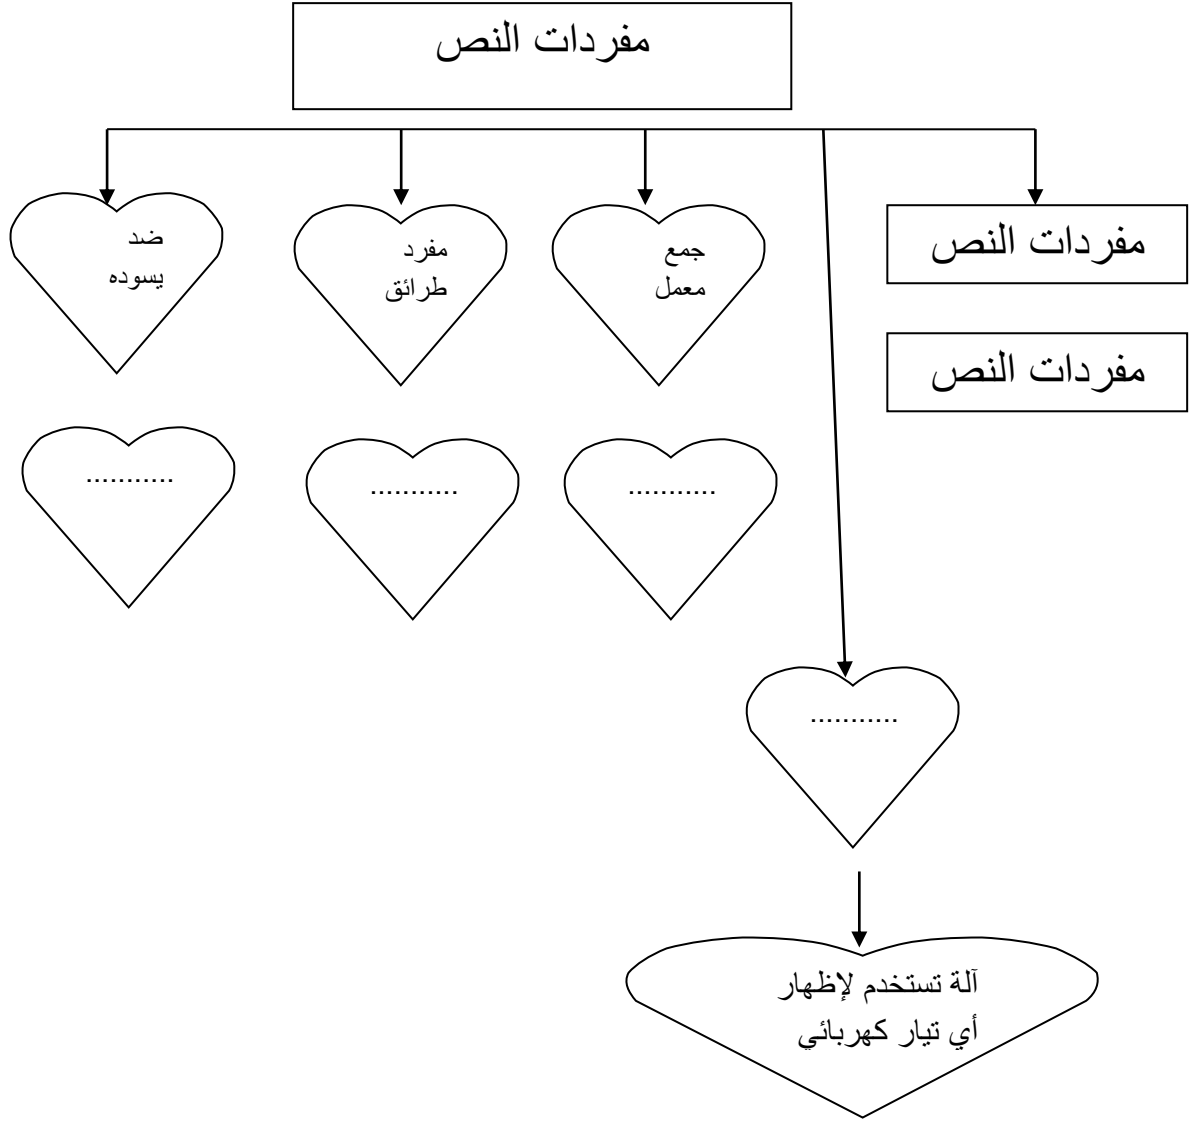 مفردات النص
مفردات النص
مفردات النص
جمع
معمل
مفرد
طرائق
ضد
يسوده
...........
...........
...........
...........
آلة تستخدم لإظهار
أي تيار كهربائي